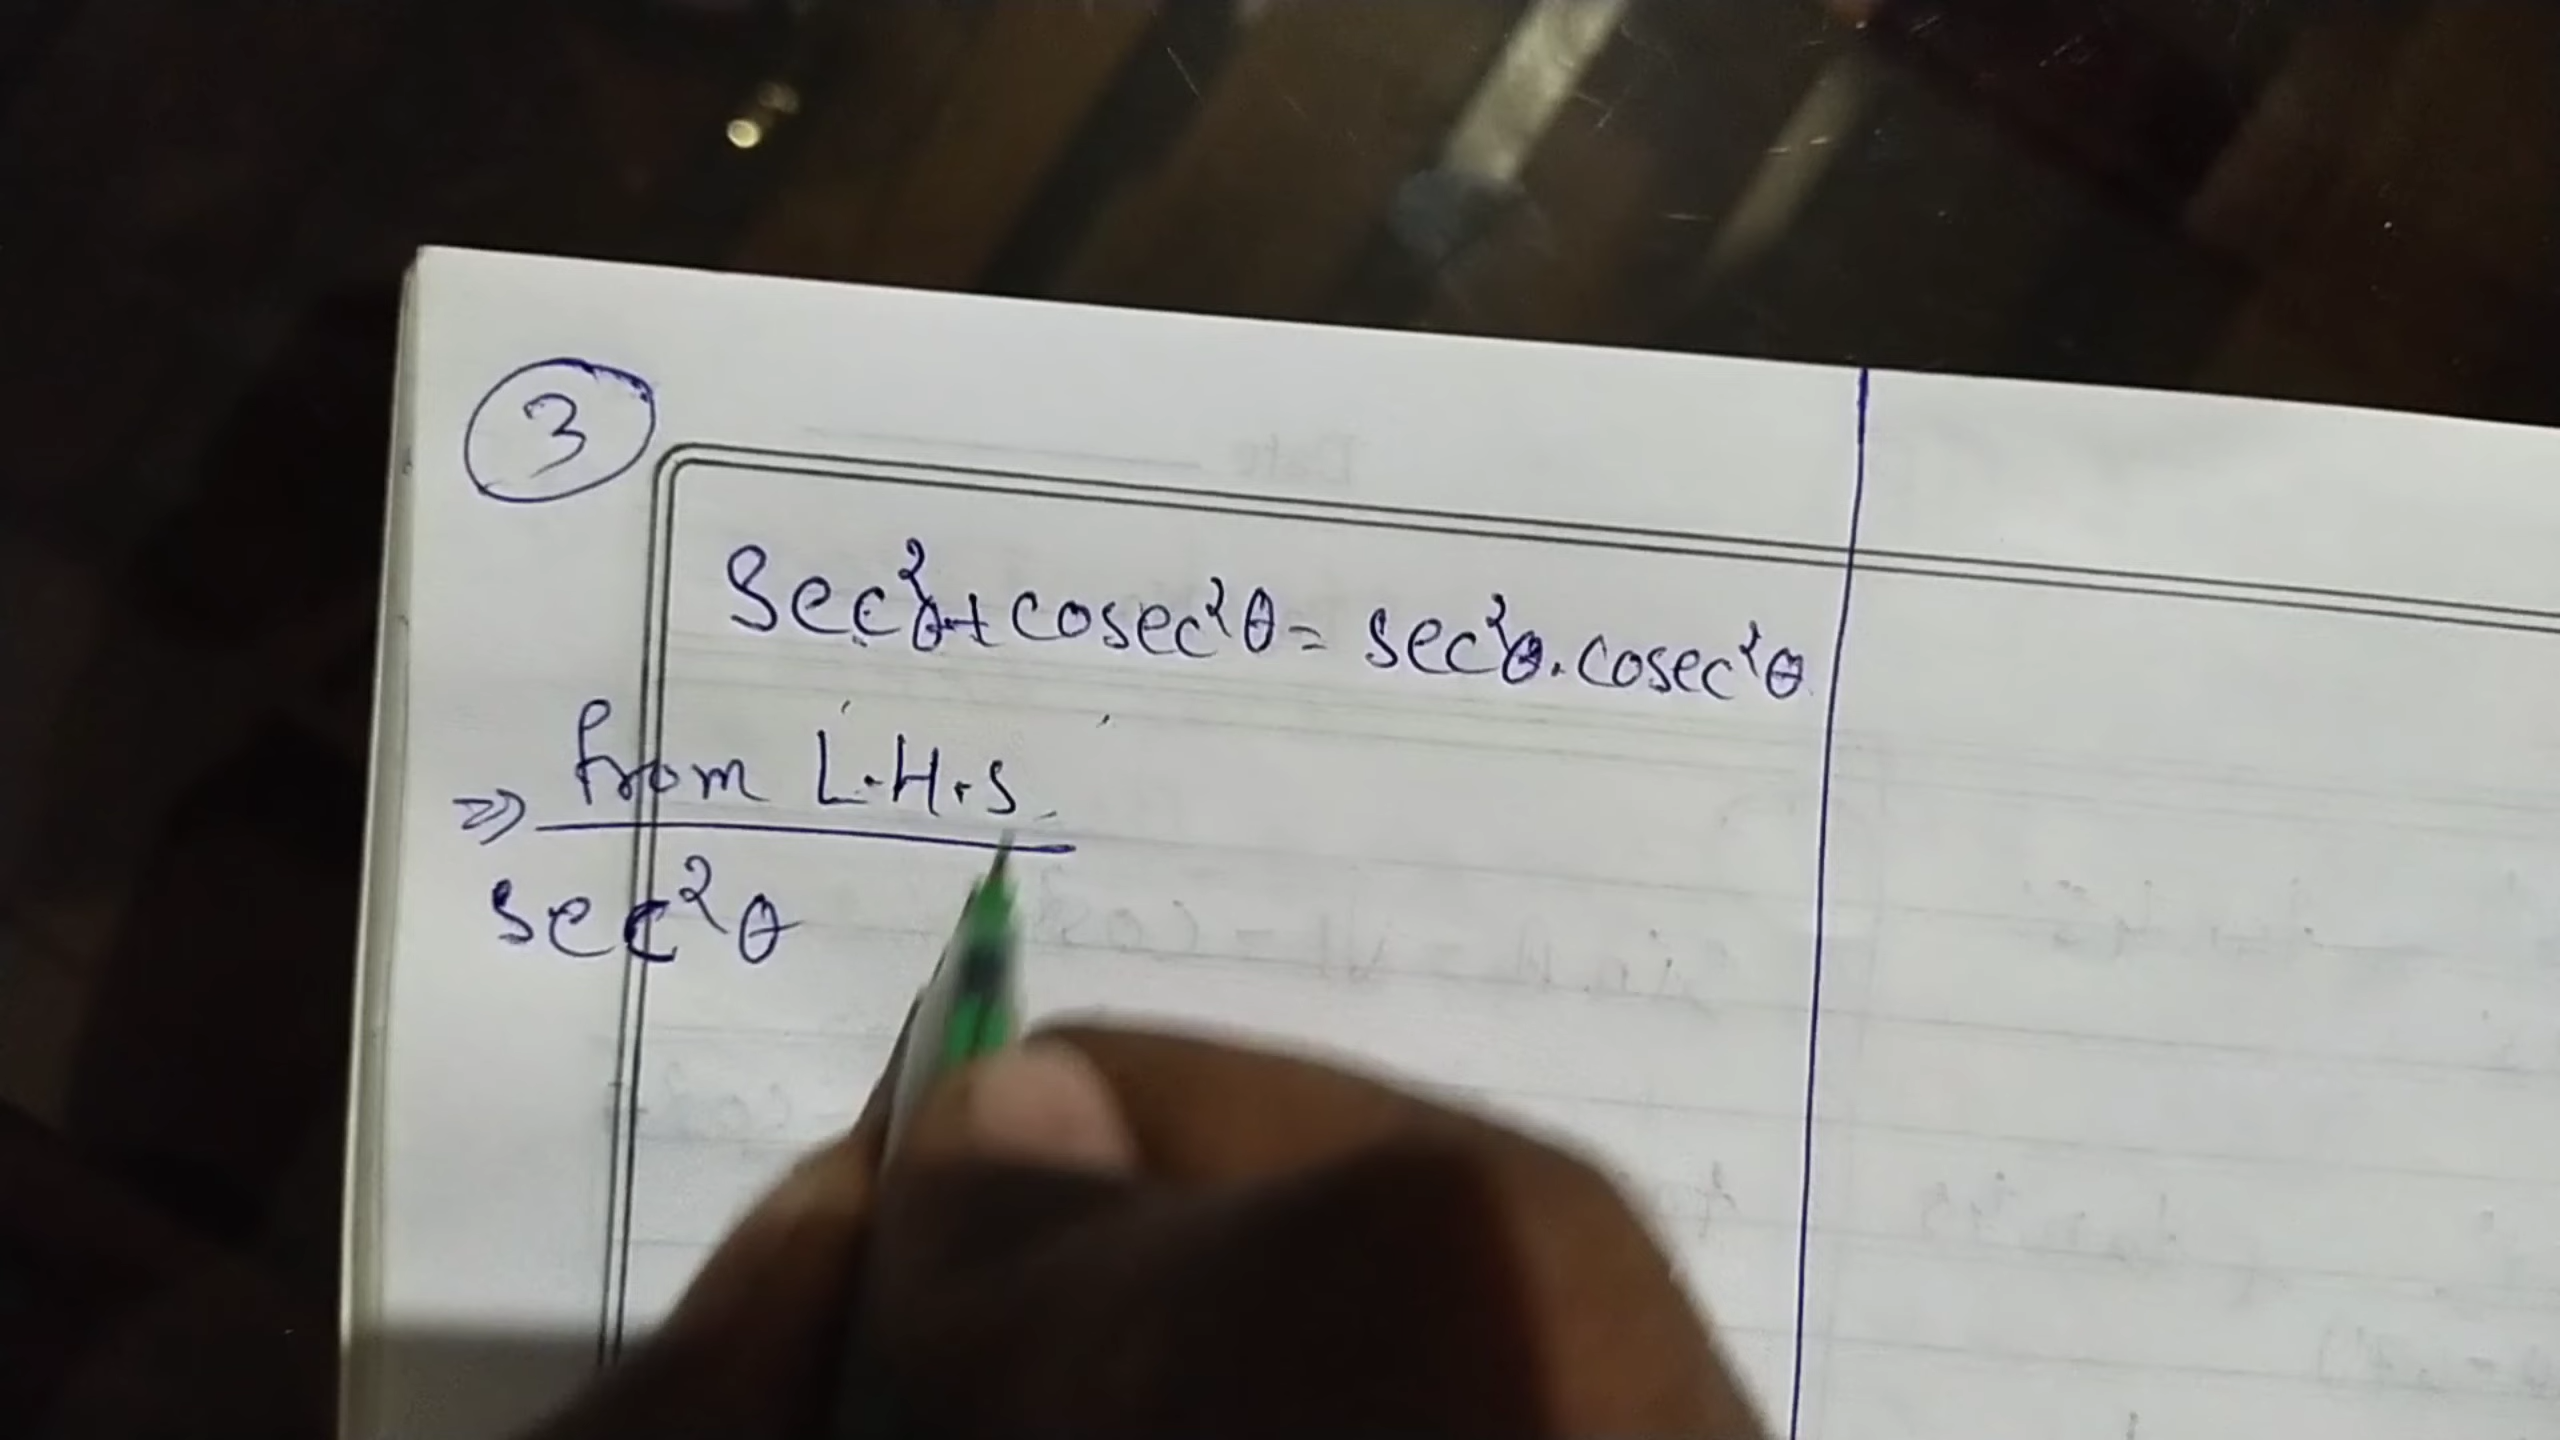 3
Sec²θ+cosec²θ= sec²θ.cosec²θ
⇒ from L.H.S
sec²θ